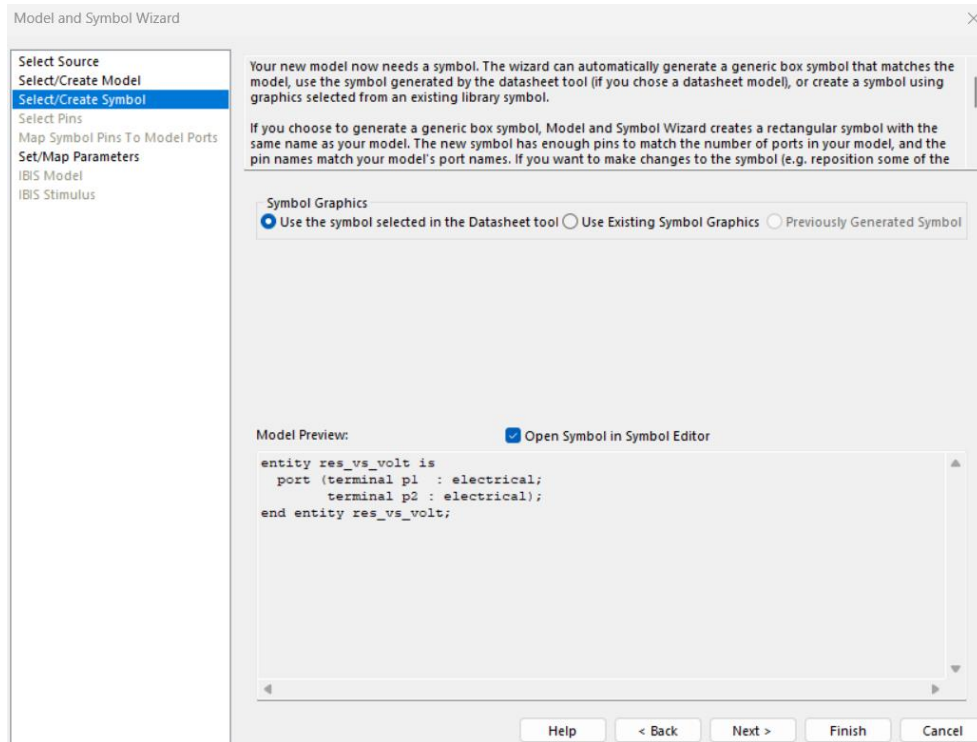 Model and Symbol Wizard
Select Source
Select/Create Model
Select/Create Symbol
Select Pins
Map Symbol Pins To Model Ports
Set/Map Parameters
IBIS Model
IBIS Stimulus
Your new model now needs a symbol. The wizard can automatically generate a generic box symbol that matches the
model, use the symbol generated by the datasheet tool (if you chose a datasheet model), or create a symbol using
graphics selected from an existing library symbol.
If you choose to generate a generic box symbol, Model and Symbol Wizard creates a rectangular symbol with the
same name as your model. The new symbol has enough pins to match the number of ports in your model, and the
pin names match your model's port names. If you want to make changes to the symbol (e.g. reposition some of the
Symbol Graphics
Use the symbol selected in the Datasheet tool Use Existing Symbol Graphics Previously Generated Symbol
Model Preview: Open Symbol in Symbol Editor
entity res_vs_volt is
port (terminal p1 : electrical;
terminal p2 : electrical);
end entity res_vs_volt;
Help < Back Next > Finish Cancel